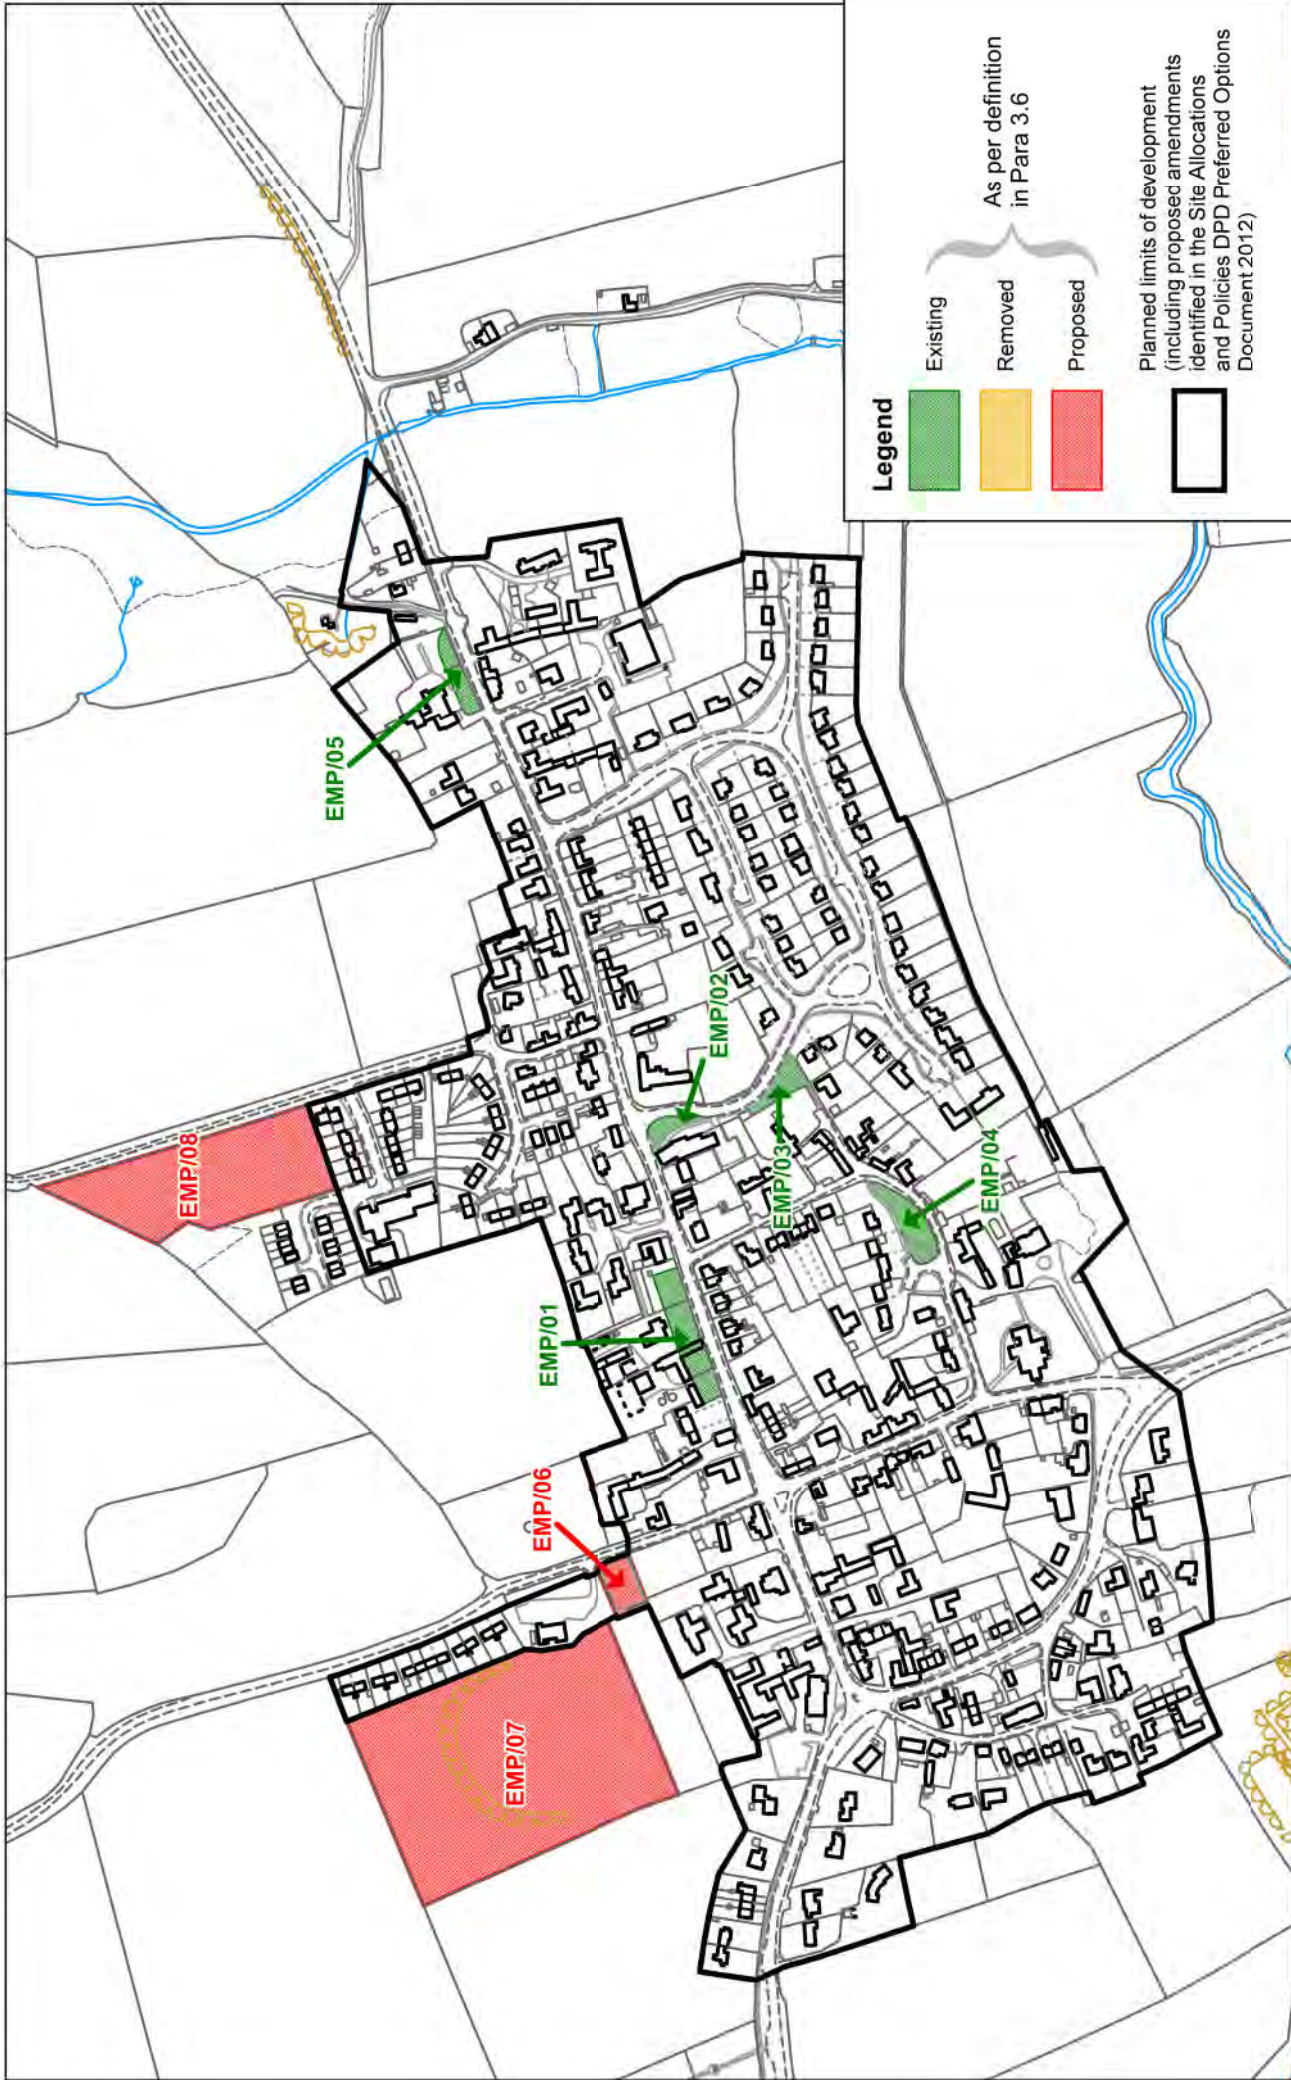 EMP/05
EMP/02
EMP/08
EMP/03
EMP/04
EMP/01
EMP/06
EMP/07
Legend
Existing
Removed
Proposed
As per definition
in Para 3.6
Planned limits of development
(including proposed amendments
identified in the Site Allocations
and Policies DPD Preferred Options
Document 2012)